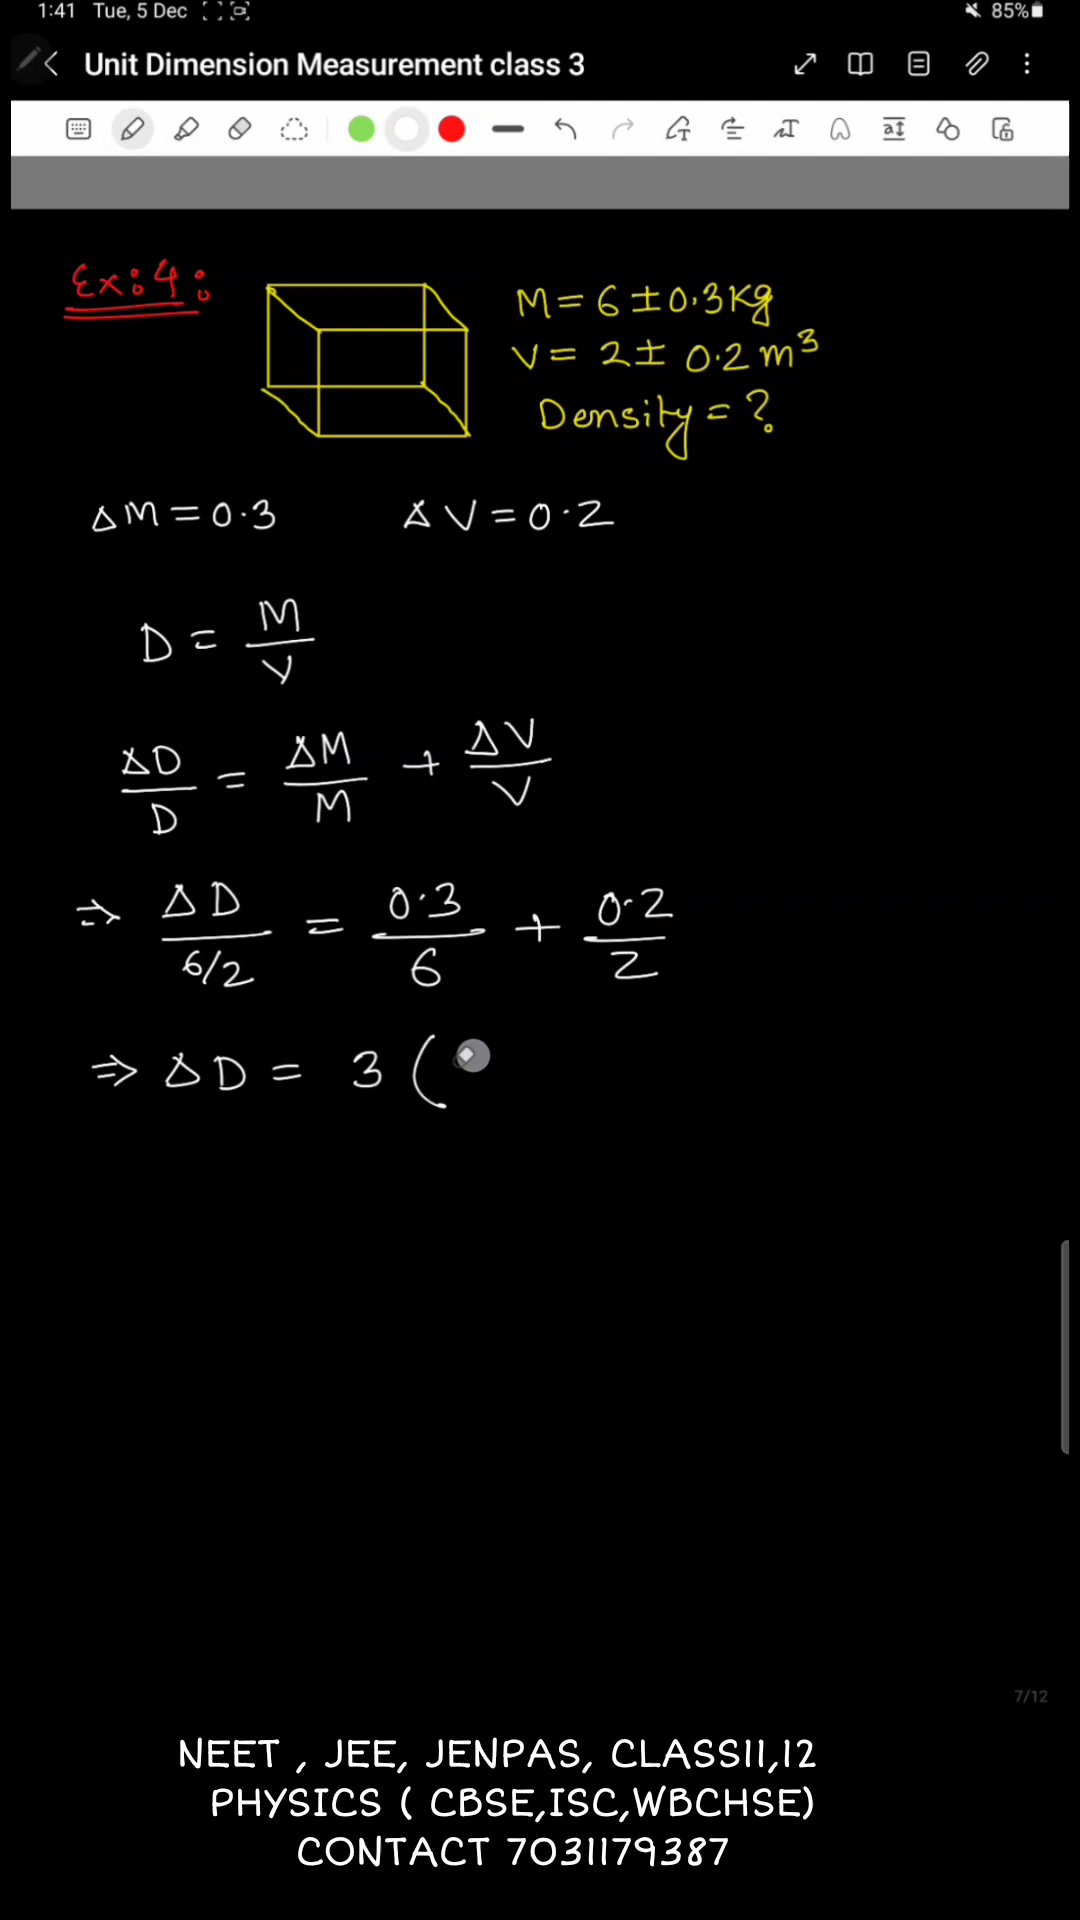 1:41 Tue, 5 Dec
85%
Unit Dimension Measurement class 3
Ex:4:
M = 6 ± 0.3 Kg
V = 2 ± 0.2 m³
Density = ?
ΔM = 0.3 ΔV = 0.2
D = M/V
ΔD/D = ΔM/M + ΔV/V
⇒ ΔD/(6/2) = 0.3/6 + 0.2/2
⇒ ΔD = 3 (
7/12
NEET , JEE, JENPAS, CLASS11,12
PHYSICS ( CBSE,ISC,WBCHSE)
CONTACT 7031179387